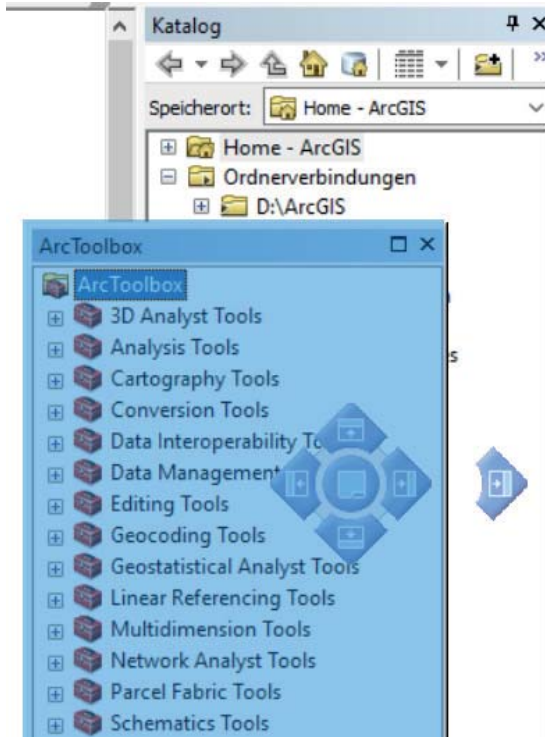 Katalog
Speicherort: Home - ArcGIS
Home - ArcGIS
Ordnerverbindungen
D:\ArcGIS
ArcToolbox
ArcToolbox
3D Analyst Tools
Analysis Tools
Cartography Tools
Conversion Tools
Data Interoperability
Data Management
Editing Tools
Geocoding Tools
Geostatistical Analyst Tools
Linear Referencing Tools
Multidimension Tools
Network Analyst Tools
Parcel Fabric Tools
Schematics Tools